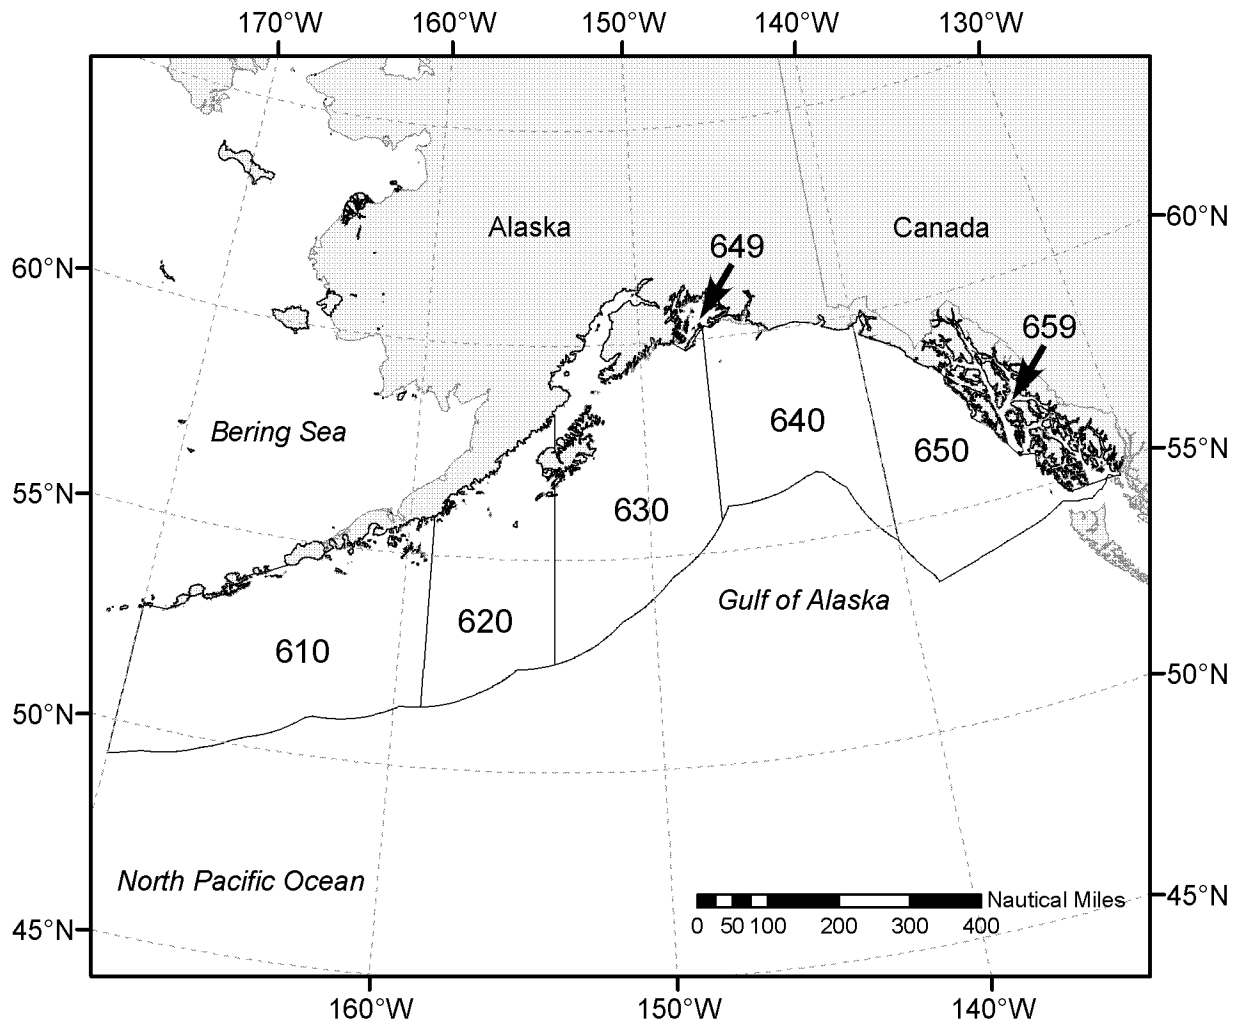 170°W 160°W 150°W 140°W 130°W
60°N
Alaska
Canada
649
60°N
659
Bering Sea
640
650
55°N
55°N
630
Gulf of Alaska
620
610
50°N
50°N
North Pacific Ocean
Nautical Miles
45°N
0 50 100 200 300 400
45°N
160°W 150°W 140°W